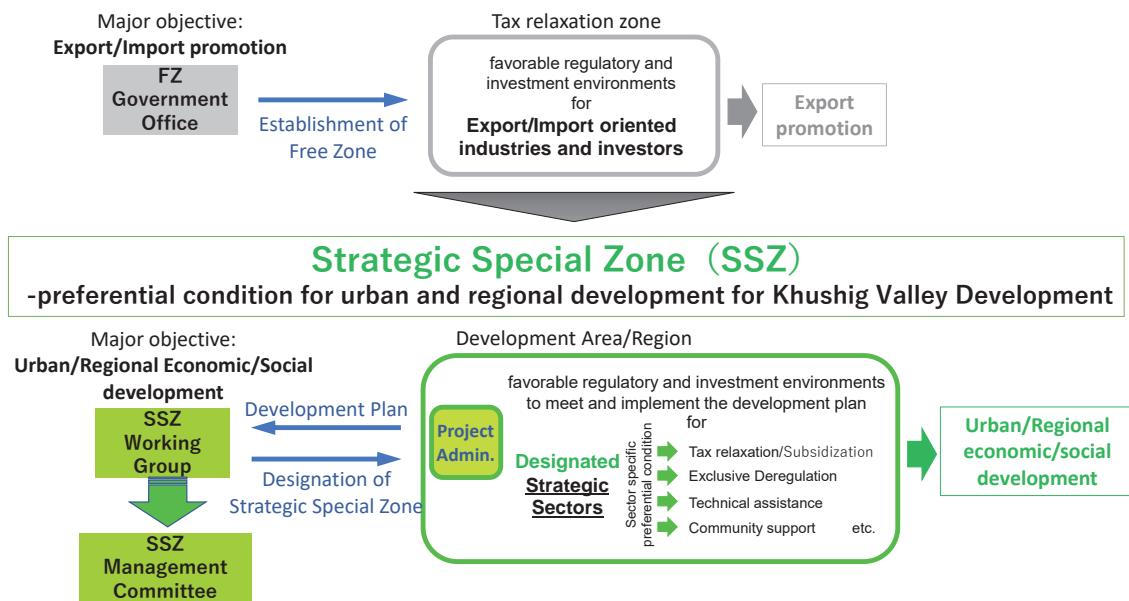 Major objective:
Export/Import promotion
FZ
Government
Office
Establishment of
Free Zone
Tax relaxation zone
favorable regulatory and
investment environments
for
Export/Import oriented
industries and investors
Export
promotion
Strategic Special Zone（SSZ）
-preferential condition for urban and regional development for Khushig Valley Development
Major objective:
Urban/Regional Economic/Social
development
SSZ
Working
Group
SSZ
Management
Committee
Development Plan
Designation of
Strategic Special Zone
Development Area/Region
Project
Admin.
favorable regulatory and investment environments
to meet and implement the development plan
for
Designated
Strategic
Sectors
Sector specific
preferential condition
Tax relaxation/Subsidization
Exclusive Deregulation
Technical assistance
Community support etc.
Urban/Regional
economic/social
development